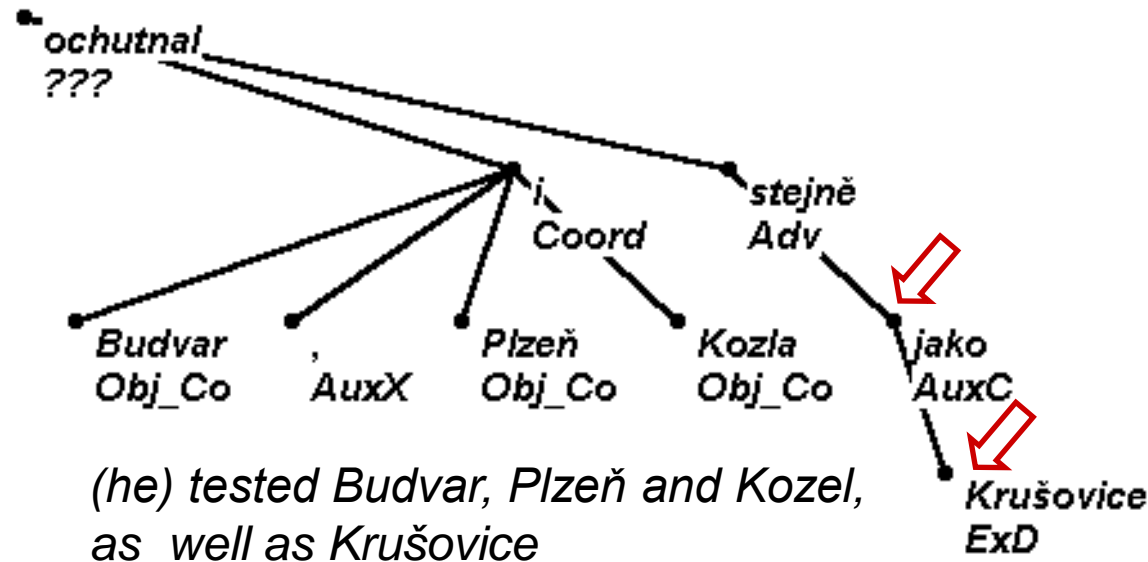 ochutnal
???
i
Coord
stejně
Adv
Budvar
Obj_Co
,
AuxX
Plzeň
Obj_Co
Kozla
Obj_Co
jako
AuxC
Krušovice
ExD
(he) tested Budvar, Plzeň and Kozel,
as well as Krušovice